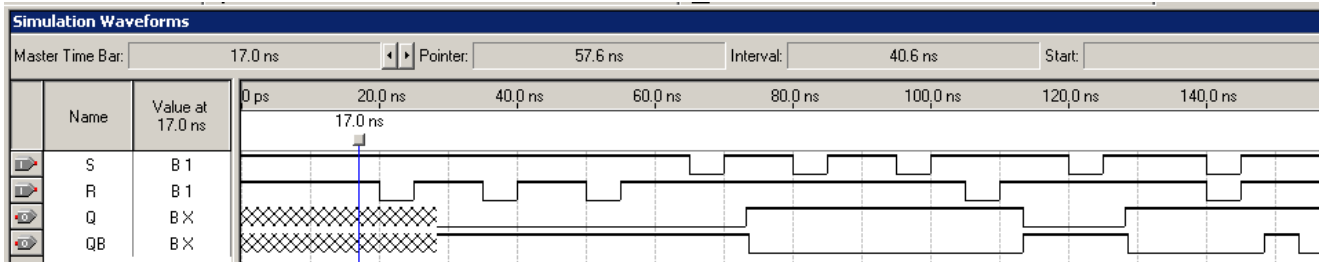 Simulation Waveforms
Master Time Bar: 17.0 ns Pointer: 57.6 ns Interval: 40.6 ns Start:
Name Value at 17.0 ns 0 ps 20.0 ns 40.0 ns 60.0 ns 80.0 ns 100.0 ns 120.0 ns 140.0 ns
17.0 ns
S B 1
R B 1
Q B X
QB B X